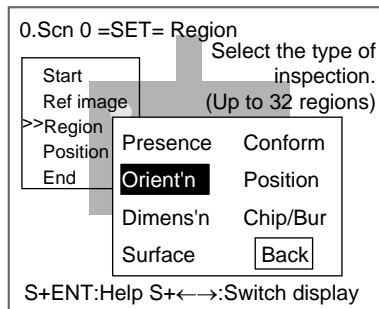 0.Scn 0 =SET= Region
Select the type of
inspection.
(Up to 32 regions)
Start
Ref image
>>Region
Position
End
Presence Conform
Orient'n Position
Dimens'n Chip/Bur
Surface Back
S+ENT:Help S+←→:Switch display